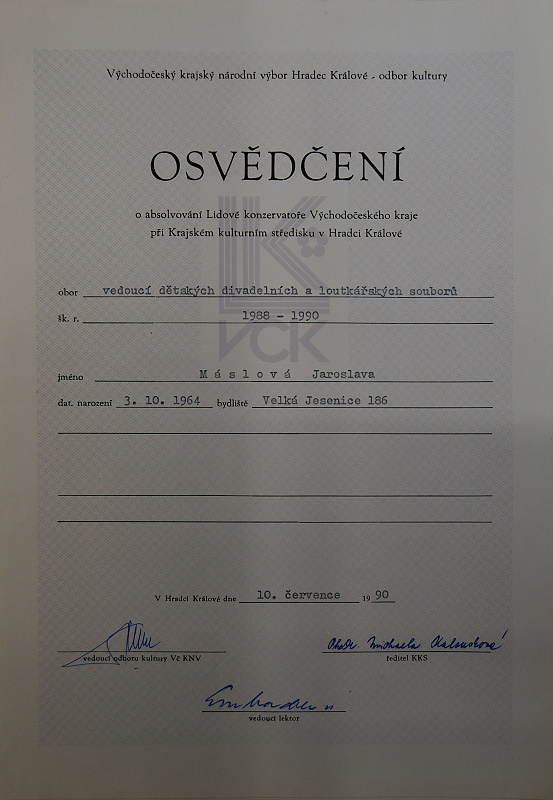 Východočeský krajský národní výbor Hradec Králové - odbor kultury
OSVĚDČENÍ
o absolvování Lidové konzervatoře Východočeského kraje
při Krajském kulturním středisku v Hradci Králové
obor vedoucí dětských divadelních a loutkářských souborů
šk. r. 1988 - 1990
VCK
jméno Máslová Jaroslava
dat. narození 3. 10. 1964 bydliště Velká Jesenice 186
V Hradci Králové dne 10. července 1990
Michaela
vedoucí odboru kultury Vč KNV
ředitel KKS
vedoucí lektor